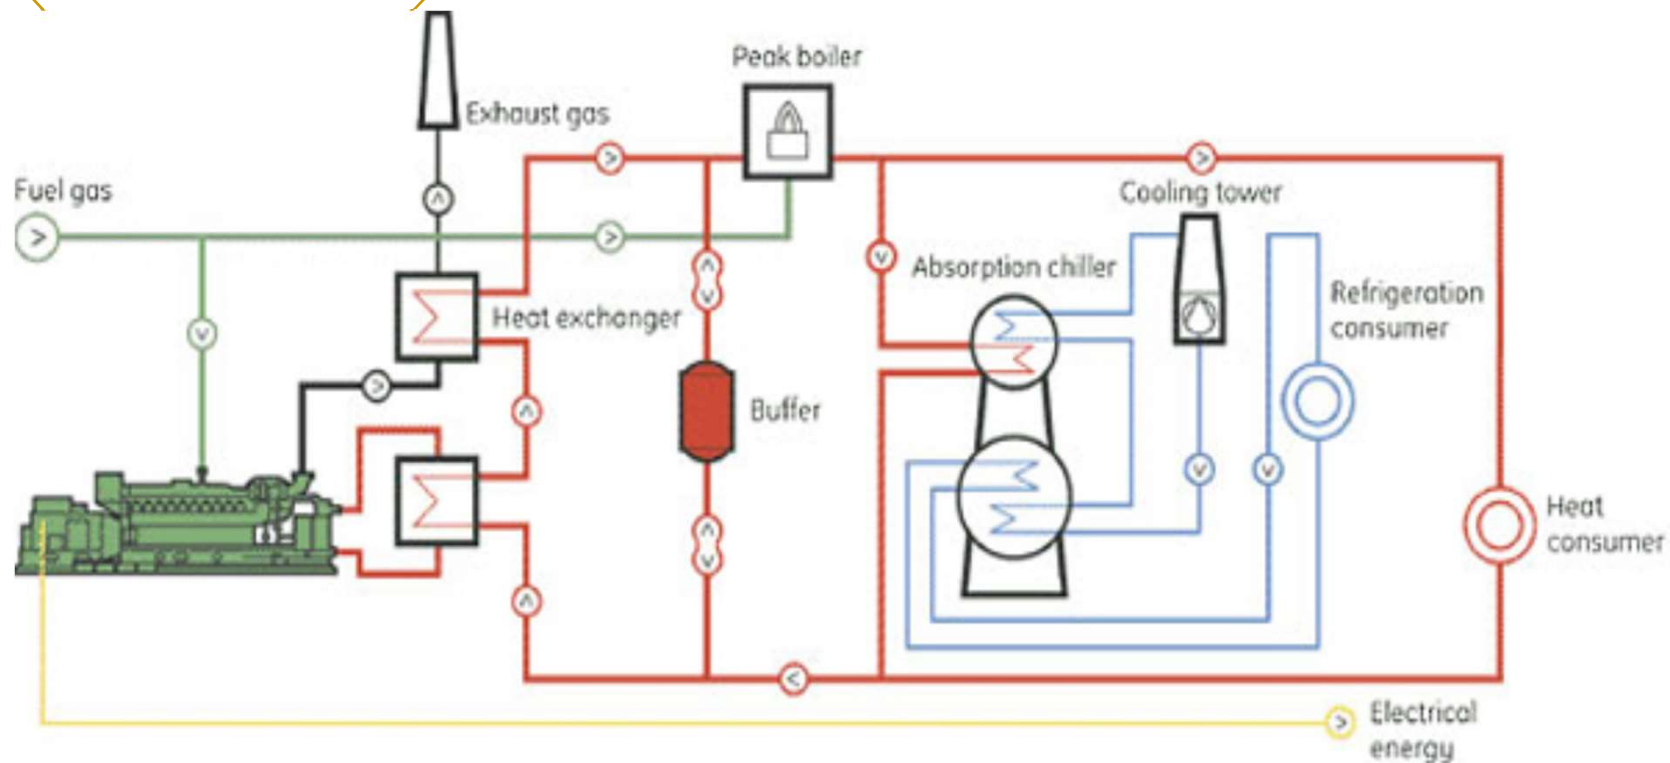 Peak boiler
Exhaust gas
Fuel gas
Cooling tower
Absorption chiller
Refrigeration
consumer
Heat exchanger
Buffer
Heat
consumer
Electrical
energy